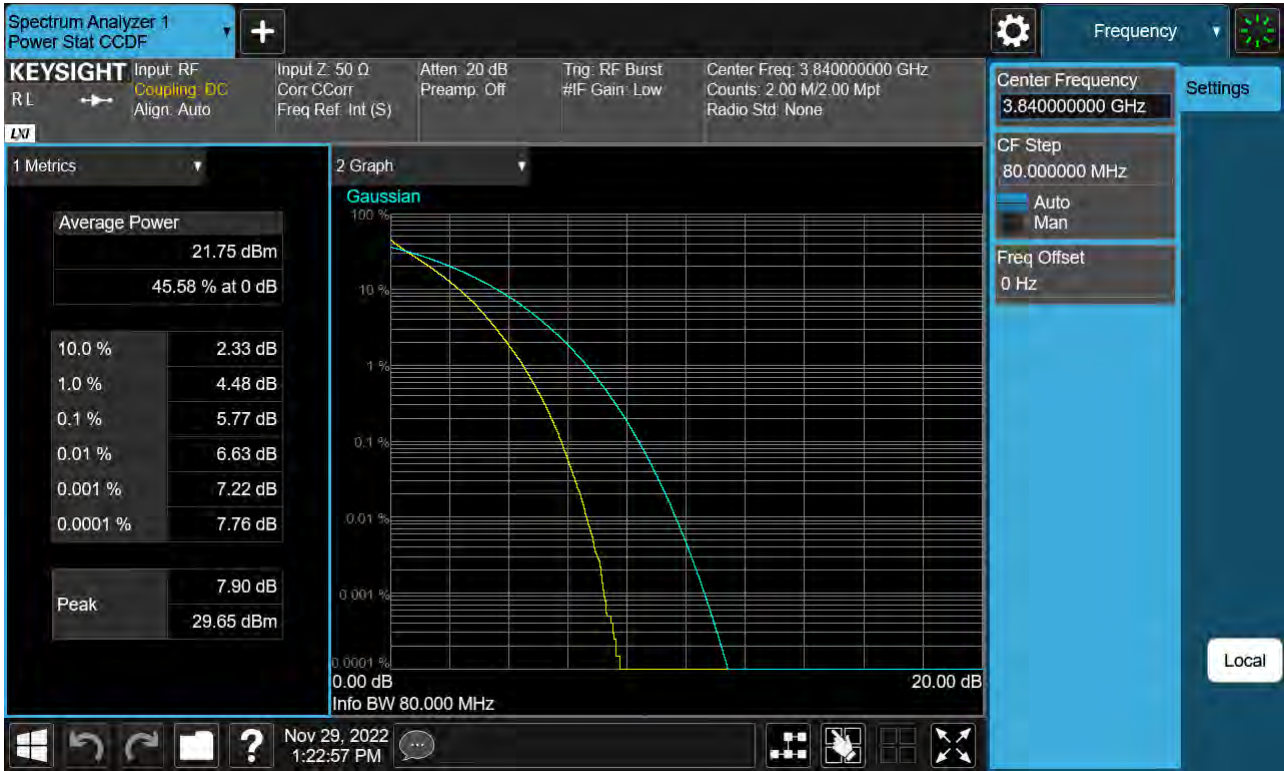 Spectrum Analyzer 1
Power Stat CCDF
Frequency
KEYSIGHT
R L
LXI
Input: RF
Coupling: DC
Align: Auto
Input Z: 50 Ω
Corr CCorr
Freq Ref: Int (S)
Atten: 20 dB
Preamp: Off
Trig: RF Burst
#IF Gain: Low
Center Freq: 3.840000000 GHz
Counts: 2.00 M/2.00 Mpt
Radio Std: None
Center Frequency
3.840000000 GHz
Settings
CF Step
80.000000 MHz
Auto
Man
Freq Offset
0 Hz
1 Metrics
Average Power
21.75 dBm
45.58 % at 0 dB
10.0 % 2.33 dB
1.0 % 4.48 dB
0.1 % 5.77 dB
0.01 % 6.63 dB
0.001 % 7.22 dB
0.0001 % 7.76 dB
Peak
7.90 dB
29.65 dBm
2 Graph
Gaussian
100 %
10 %
1 %
0.1 %
0.01 %
0.001 %
0.0001 %
0.00 dB 20.00 dB
Info BW 80.000 MHz
Local
Nov 29, 2022
1:22:57 PM